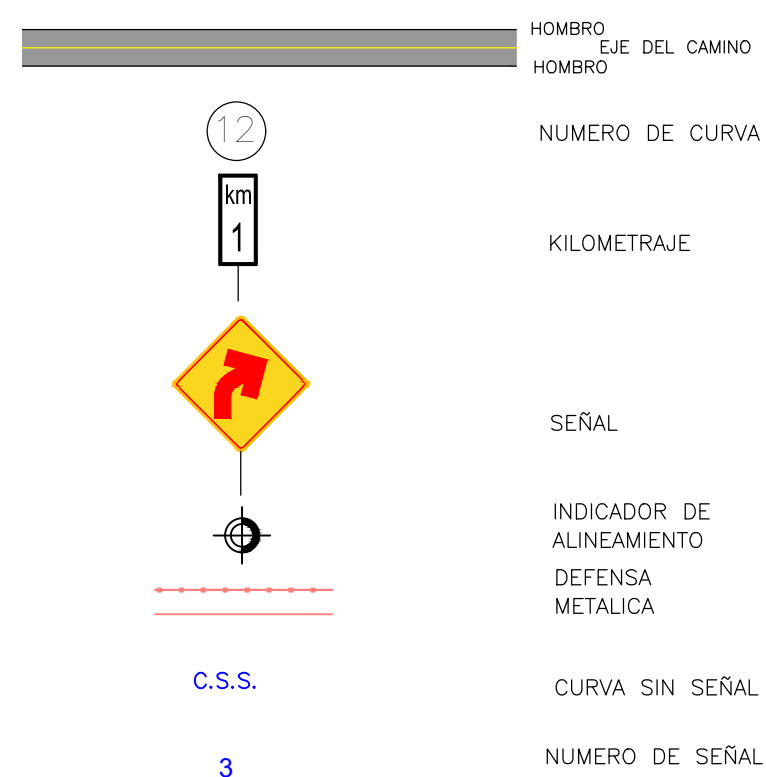 HOMBRO
EJE DEL CAMINO
HOMBRO
12
NUMERO DE CURVA
km
1
KILOMETRAJE
SEÑAL
INDICADOR DE
ALINEAMIENTO
DEFENSA
METALICA
C.S.S.
CURVA SIN SEÑAL
3
NUMERO DE SEÑAL